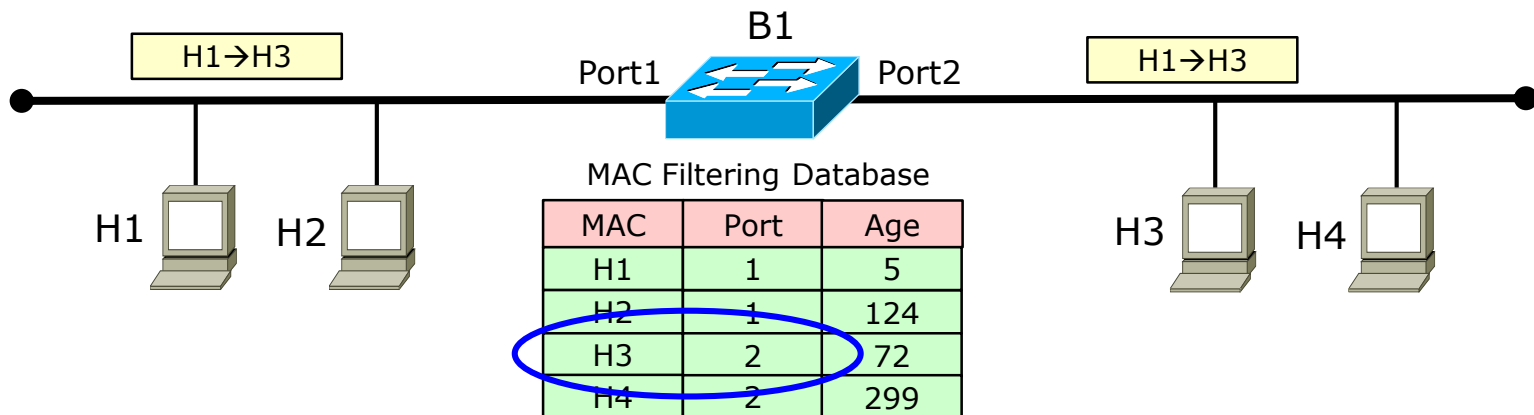 B1
H1→H3
Port1
Port2
H1→H3
MAC Filtering Database
H1
H2
H3
H4
MAC Port Age
H1 1 5
H2 1 124
H3 2 72
H4 2 299